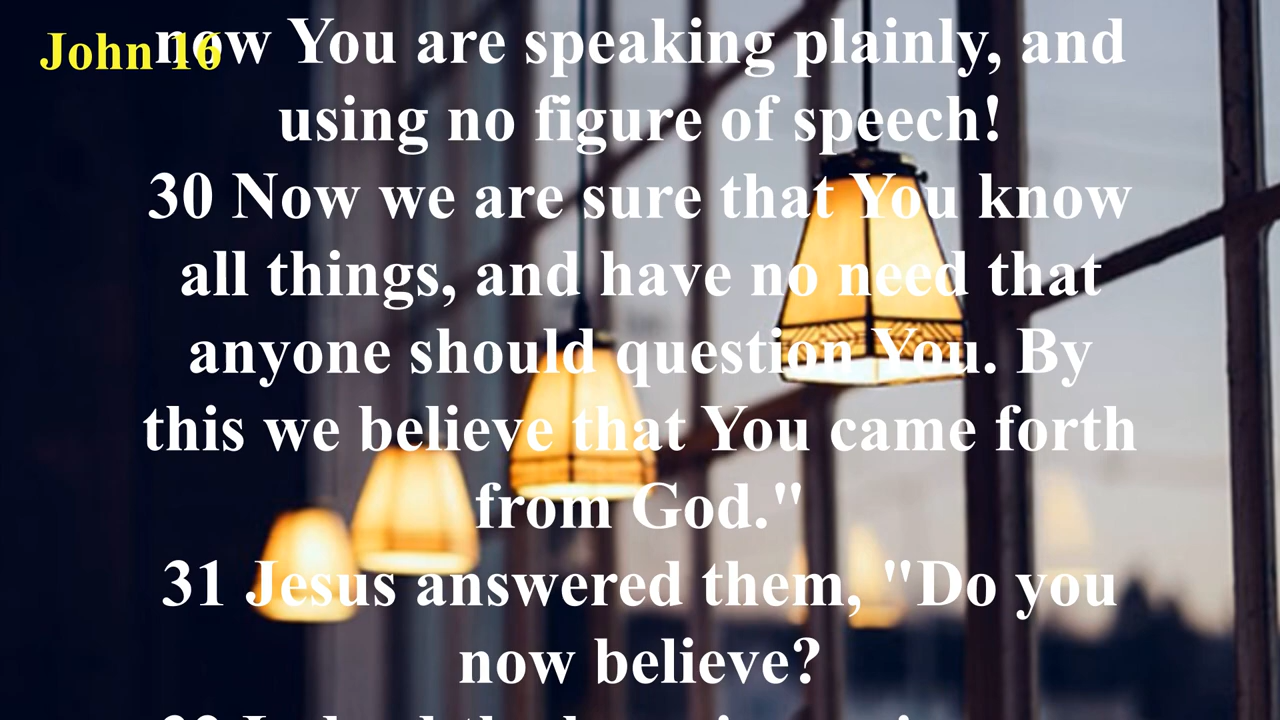 John 16
now You are speaking plainly, and
using no figure of speech!
30 Now we are sure that You know
all things, and have no need that
anyone should question You. By
this we believe that You came forth
from God."
31 Jesus answered them, "Do you
now believe?